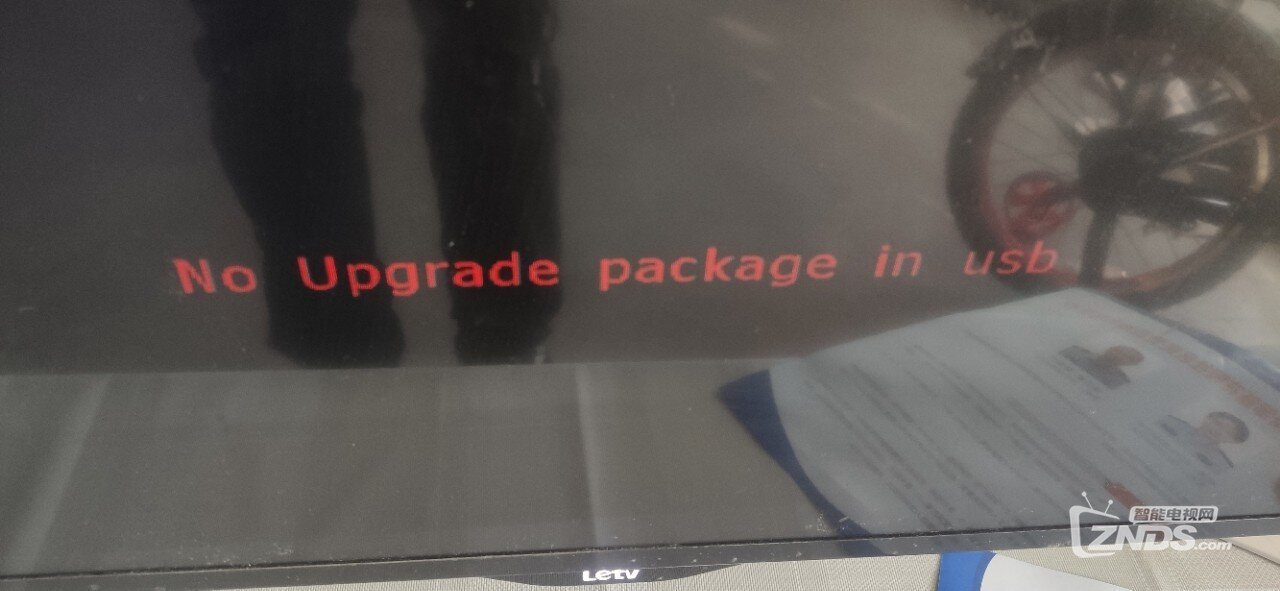 No Upgrade package in usb
智能电视网
ZNDS.com
Letv